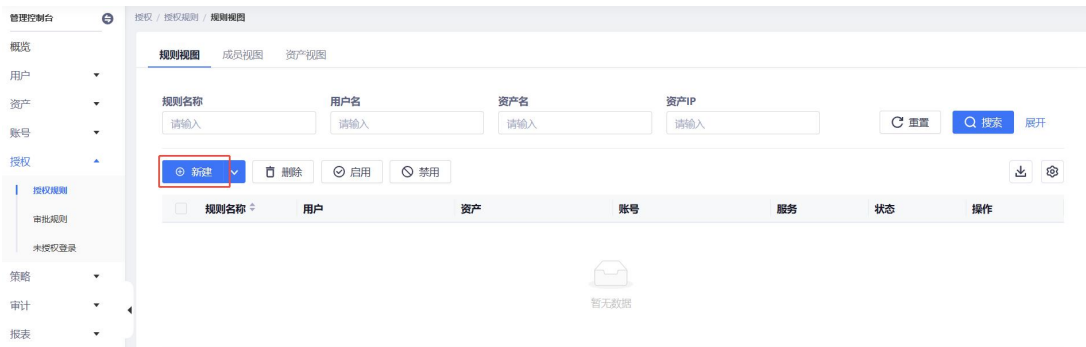 管理控制台
授权 / 授权规则 / 规则视图
概览
用户
资产
账号
授权
授权规则
审批规则
未授权登录
策略
审计
报表
规则视图 成员视图 资产视图
规则名称 用户名 资产名 资产IP
请输入 请输入 请输入 请输入 重置 搜索 展开
新建 删除 启用 禁用
规则名称 用户 资产 账号 服务 状态 操作
暂无数据